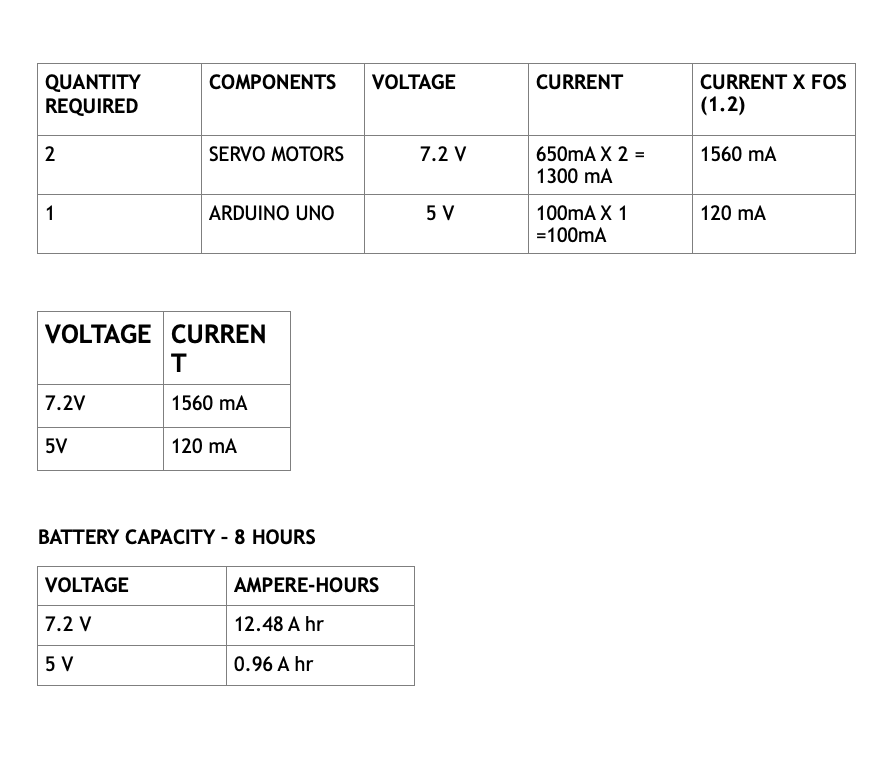 QUANTITY REQUIRED COMPONENTS VOLTAGE CURRENT CURRENT X FOS (1.2)
2 SERVO MOTORS 7.2 V 650mA X 2 = 1300 mA 1560 mA
1 ARDUINO UNO 5 V 100mA X 1 =100mA 120 mA
VOLTAGE CURREN T
7.2V 1560 mA
5V 120 mA
BATTERY CAPACITY – 8 HOURS
VOLTAGE AMPERE-HOURS
7.2 V 12.48 A hr
5 V 0.96 A hr